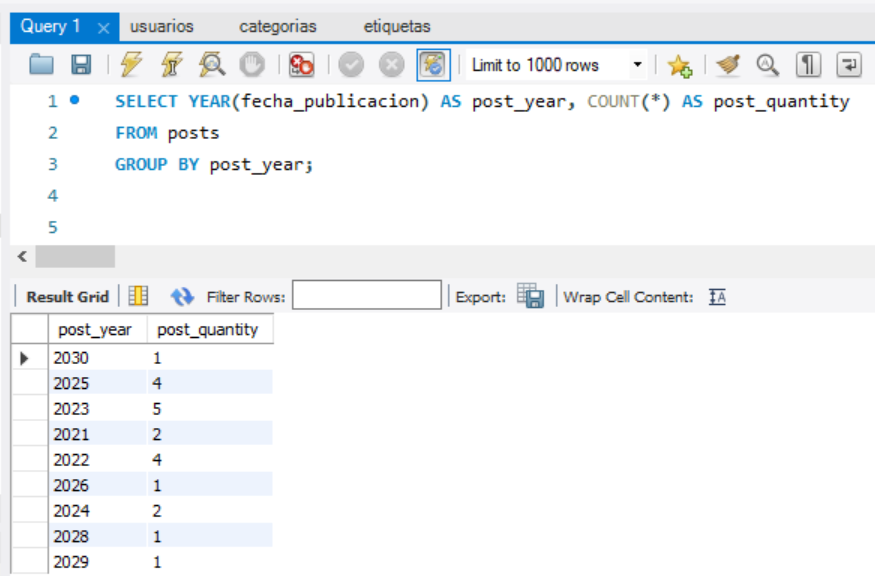 Query 1 usuarios categorias etiquetas
Limit to 1000 rows
1 SELECT YEAR(fecha_publicacion) AS post_year, COUNT(*) AS post_quantity
2 FROM posts
3 GROUP BY post_year;
4
5
Result Grid Filter Rows: Export: Wrap Cell Content: IA
post_year post_quantity
2030 1
2025 4
2023 5
2021 2
2022 4
2026 1
2024 2
2028 1
2029 1